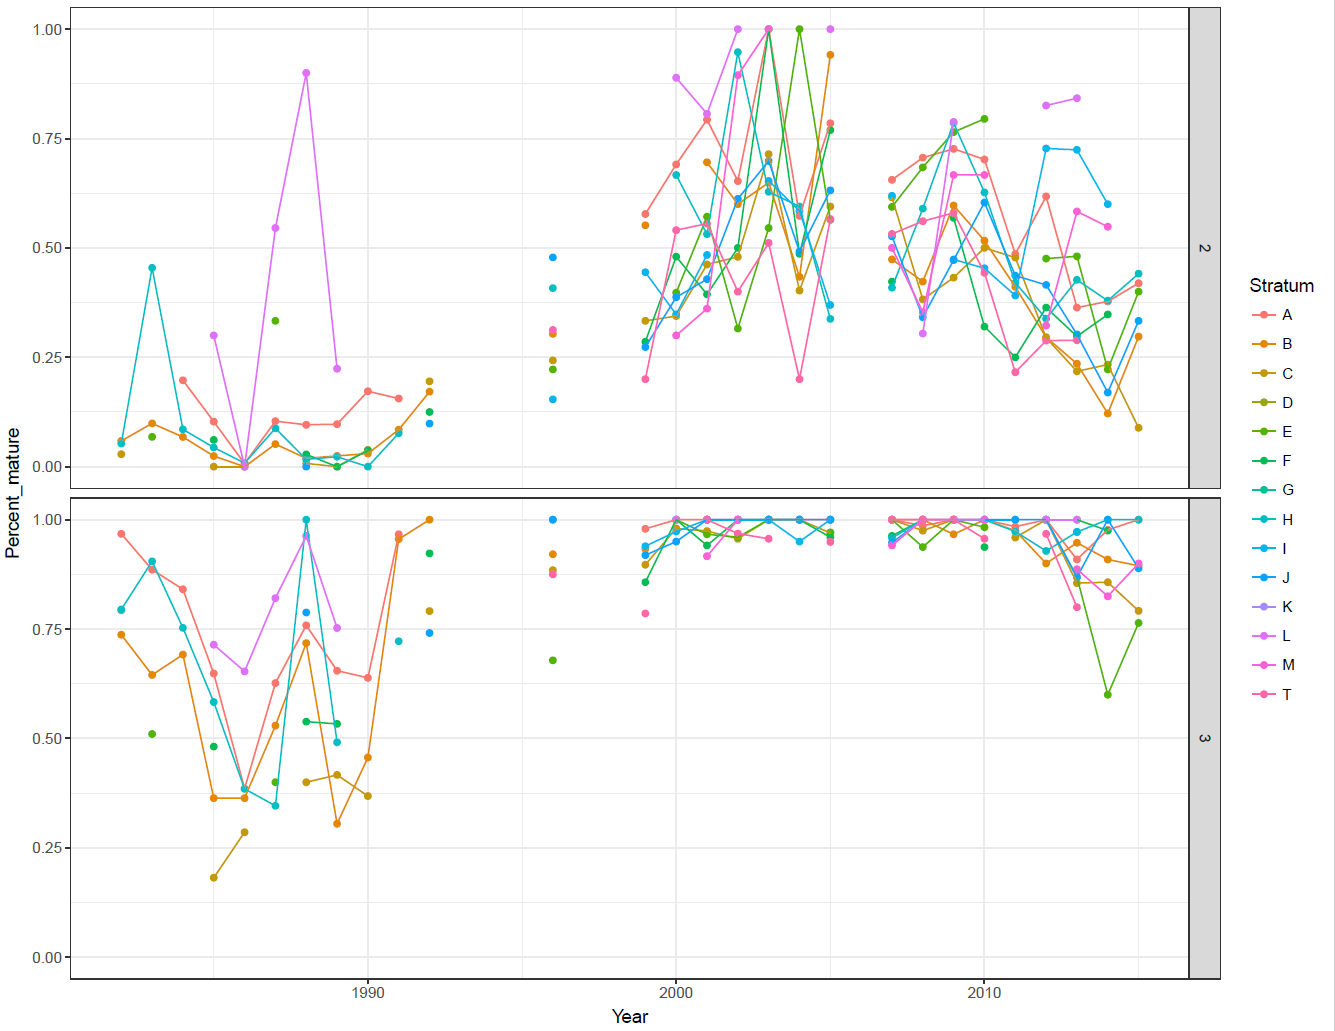 1.00
0.75
0.50
0.25
0.00
2
1.00
0.75
0.50
0.25
0.00
3
Percent_mature
1990 2000 2010
Year
Stratum
A
B
C
D
E
F
G
H
I
J
K
L
M
T